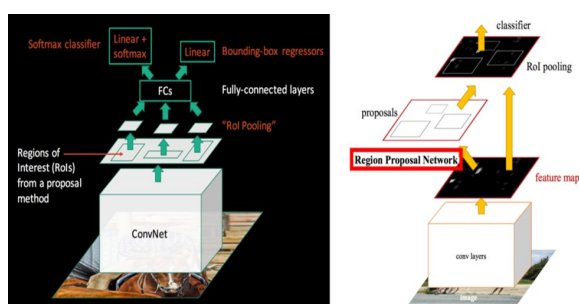 Softmax classifier
Linear +
softmax
Linear
Bounding-box regressors
FCs
Fully-connected layers
"RoI Pooling"
Regions of
Interest (RoIs)
from a proposal
method
ConvNet
classifier
RoI pooling
proposals
Region Proposal Network
feature map
conv layers
image